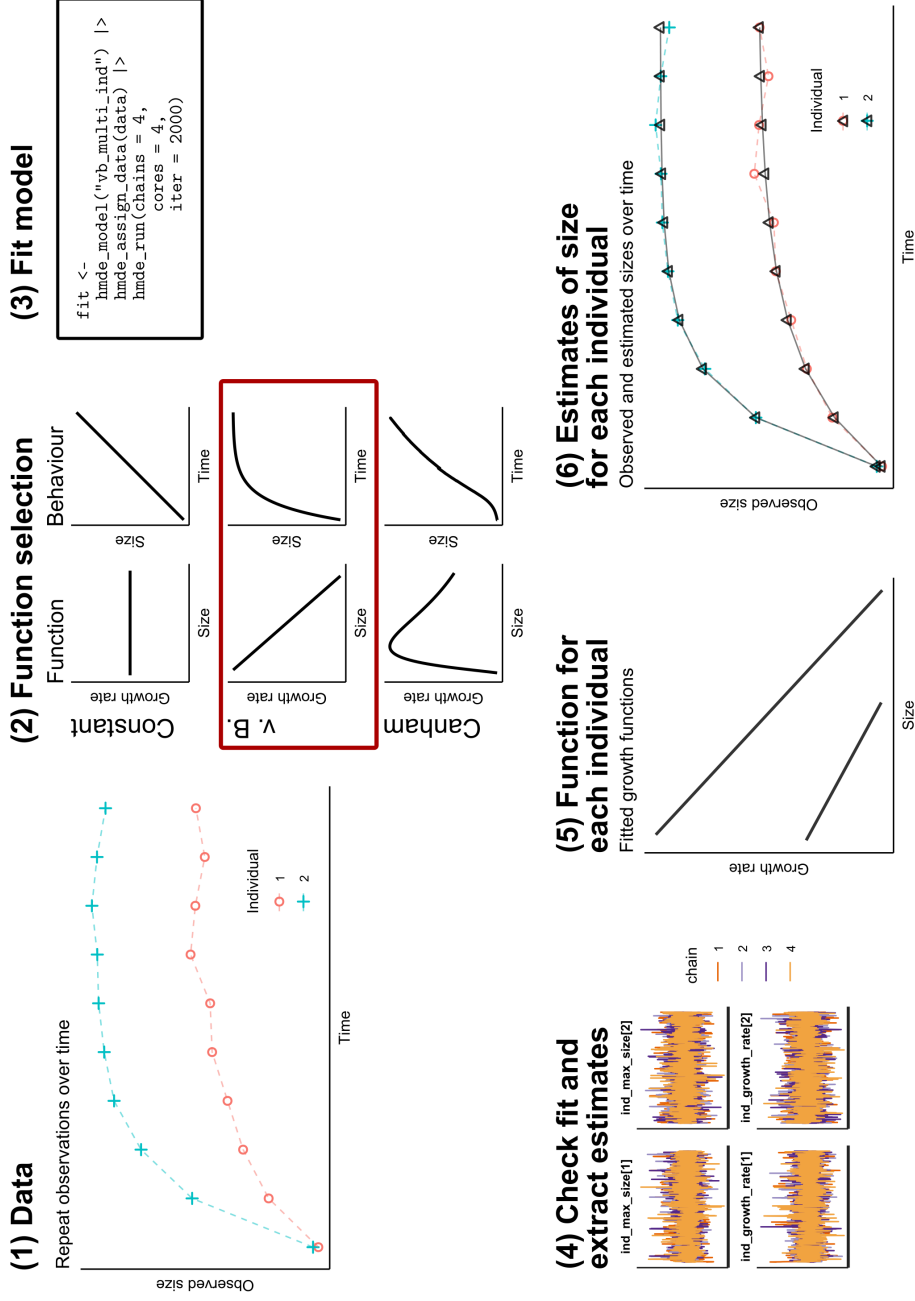 (1) Data
Repeat observations over time
Observed size
Time
Individual
1
2
(2) Function selection
Function
Behaviour
Constant
Growth rate
Size
Size
Time
v. B.
Growth rate
Size
Size
Time
Canham
Growth rate
Size
Size
Time
(3) Fit model
fit <-
hmde_model("vb_multi_ind") |>
hmde_assign_data(data) |>
hmde_run(chains = 4,
cores = 4,
iter = 2000)
(4) Check fit and
extract estimates
ind_max_size[1]
ind_max_size[2]
ind_growth_rate[1]
ind_growth_rate[2]
chain
1
2
3
4
(5) Function for
each individual
Fitted growth functions
Growth rate
Size
(6) Estimates of size
for each individual
Observed and estimated sizes over time
Observed size
Time
Individual
1
2